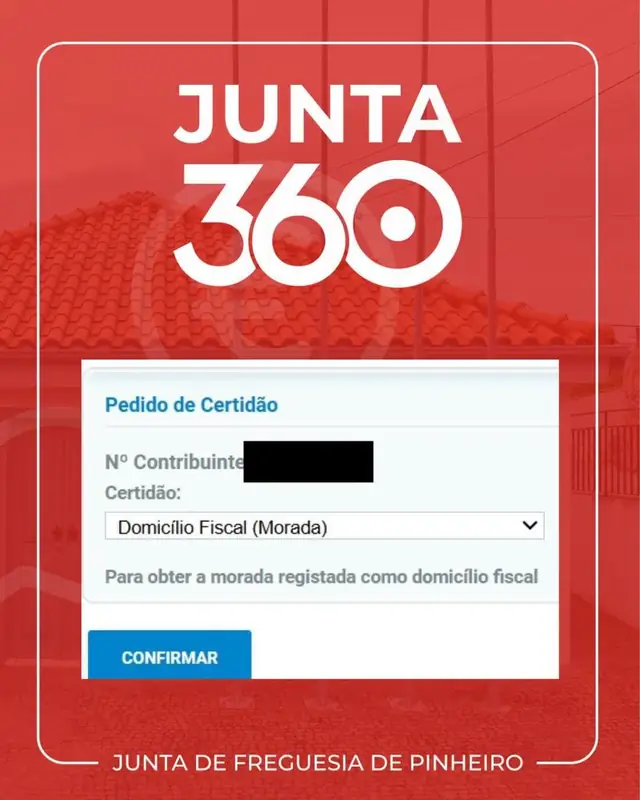 JUNTA
360
Pedido de Certidão
Nº Contribuinte
Certidão:
Domicílio Fiscal (Morada)
Para obter a morada registada como domicílio fiscal
CONFIRMAR
JUNTA DE FREGUESIA DE PINHEIRO